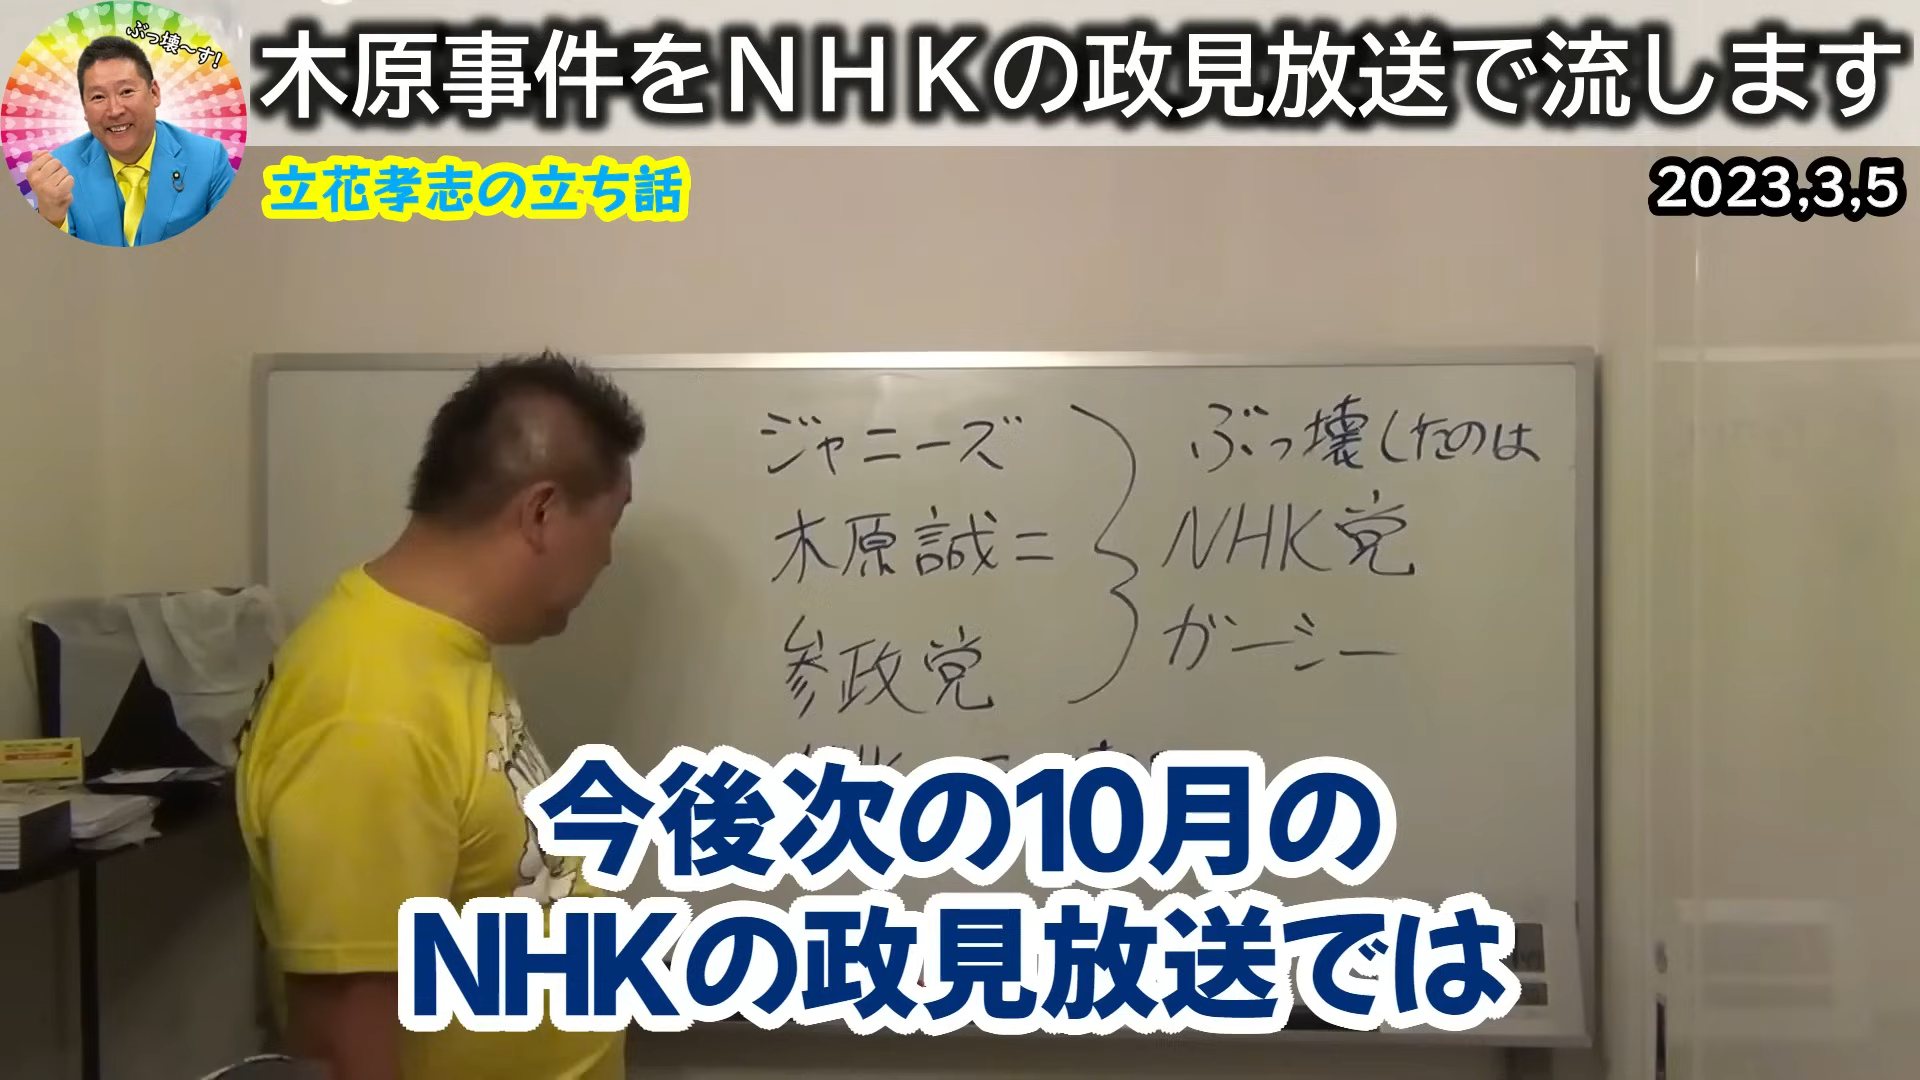 ぶっ壊〜す!
木原事件をNHKの政見放送で流します
立花孝志の立ち話
2023,3,5
ジャニーズ
木原誠二
参政党
ぶっ壊したのは
NHK党
ガーシー
今後次の10月の
NHKの政見放送では